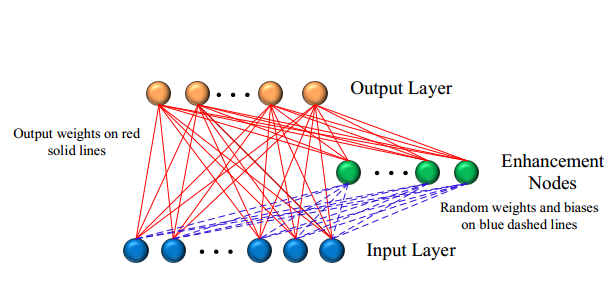 Output Layer
Output weights on red
solid lines
Enhancement
Nodes
Random weights and biases
on blue dashed lines
Input Layer